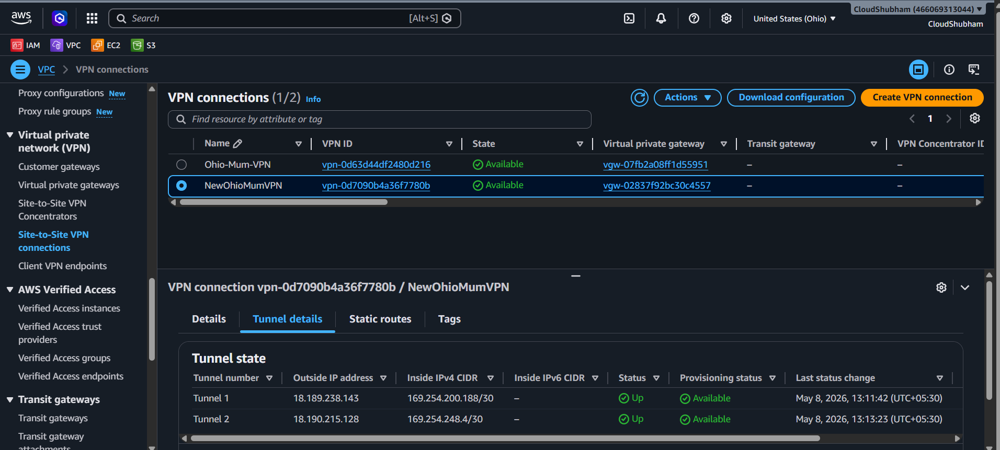 aws
Search [Alt+S]
United States (Ohio)
CloudShubham (466069313044)
CloudShubham
IAM VPC EC2 S3
VPC VPN connections
Proxy configurations New
Proxy rule groups New
Virtual private
network (VPN)
Customer gateways
Virtual private gateways
Site-to-Site VPN
Concentrators
Site-to-Site VPN
connections
Client VPN endpoints
AWS Verified Access
Verified Access instances
Verified Access trust
providers
Verified Access groups
Verified Access endpoints
Transit gateways
Transit gateways
Transit gateway
attachments
VPN connections (1/2) Info
Actions Download configuration Create VPN connection
Find resource by attribute or tag
1
Name VPN ID State Virtual private gateway Transit gateway VPN Concentrator ID
Ohio-Mum-VPN vpn-0d63d44df2480d216 Available vgw-07fb2a08ff1d55951 – –
NewOhioMumVPN vpn-0d7090b4a36f7780b Available vgw-02837f92bc30c4557 – –
VPN connection vpn-0d7090b4a36f7780b / NewOhioMumVPN
Details Tunnel details Static routes Tags
Tunnel state
Tunnel number Outside IP address Inside IPv4 CIDR Inside IPv6 CIDR Status Provisioning status Last status change
Tunnel 1 18.189.238.143 169.254.200.188/30 – Up Available May 8, 2026, 13:11:42 (UTC+05:30)
Tunnel 2 18.190.215.128 169.254.248.4/30 – Up Available May 8, 2026, 13:13:23 (UTC+05:30)